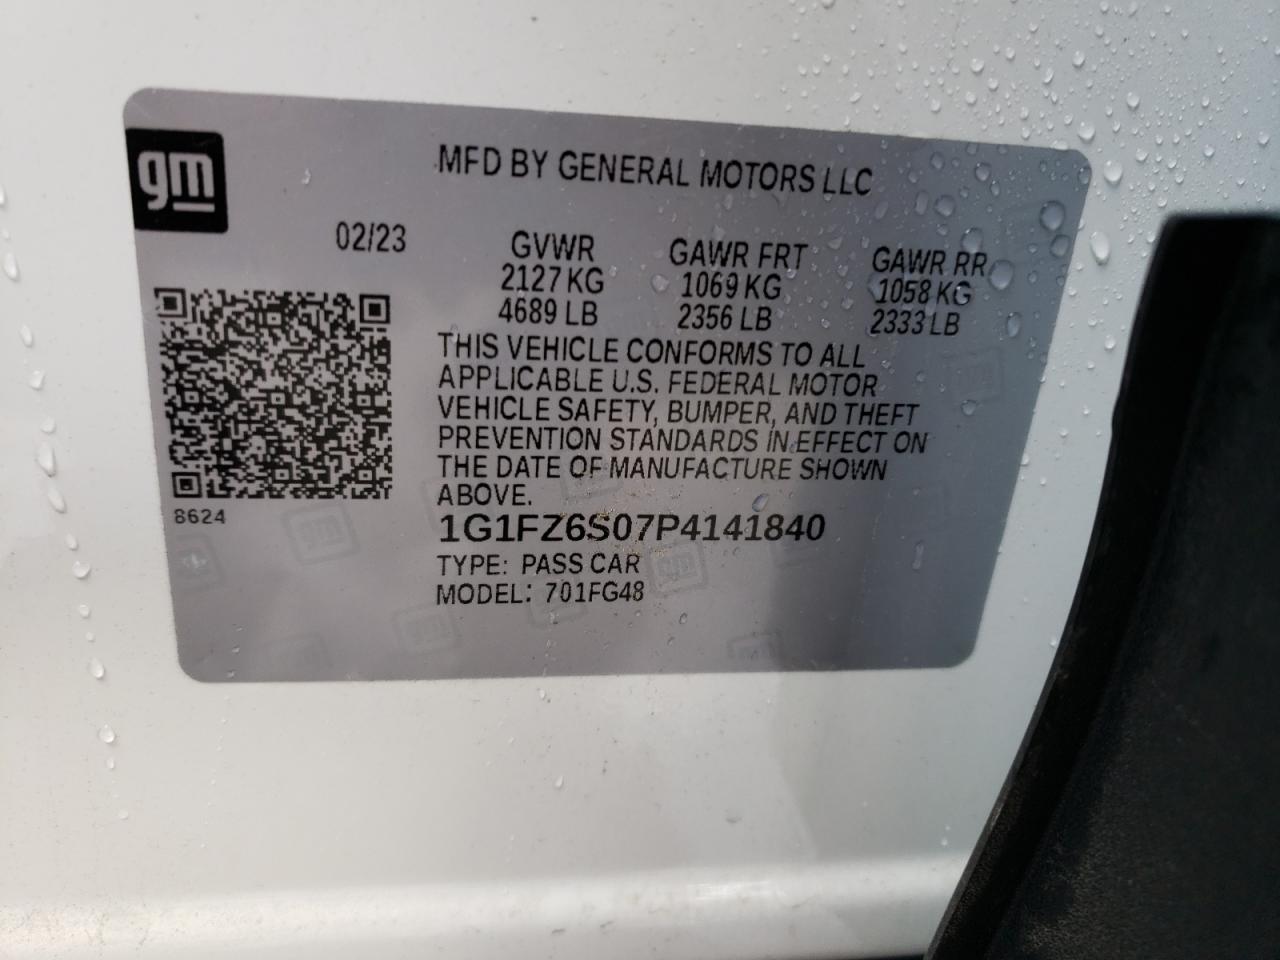 gm
MFD BY GENERAL MOTORS LLC
02/23
GVWR GAWR FRT GAWR RR
2127 KG 1069 KG 1058 KG
4689 LB 2356 LB 2333 LB
THIS VEHICLE CONFORMS TO ALL
APPLICABLE U.S. FEDERAL MOTOR
VEHICLE SAFETY, BUMPER, AND THEFT
PREVENTION STANDARDS IN EFFECT ON
THE DATE OF MANUFACTURE SHOWN
ABOVE.
8624
1G1FZ6S07P4141840
TYPE: PASS CAR
MODEL: 701FG48